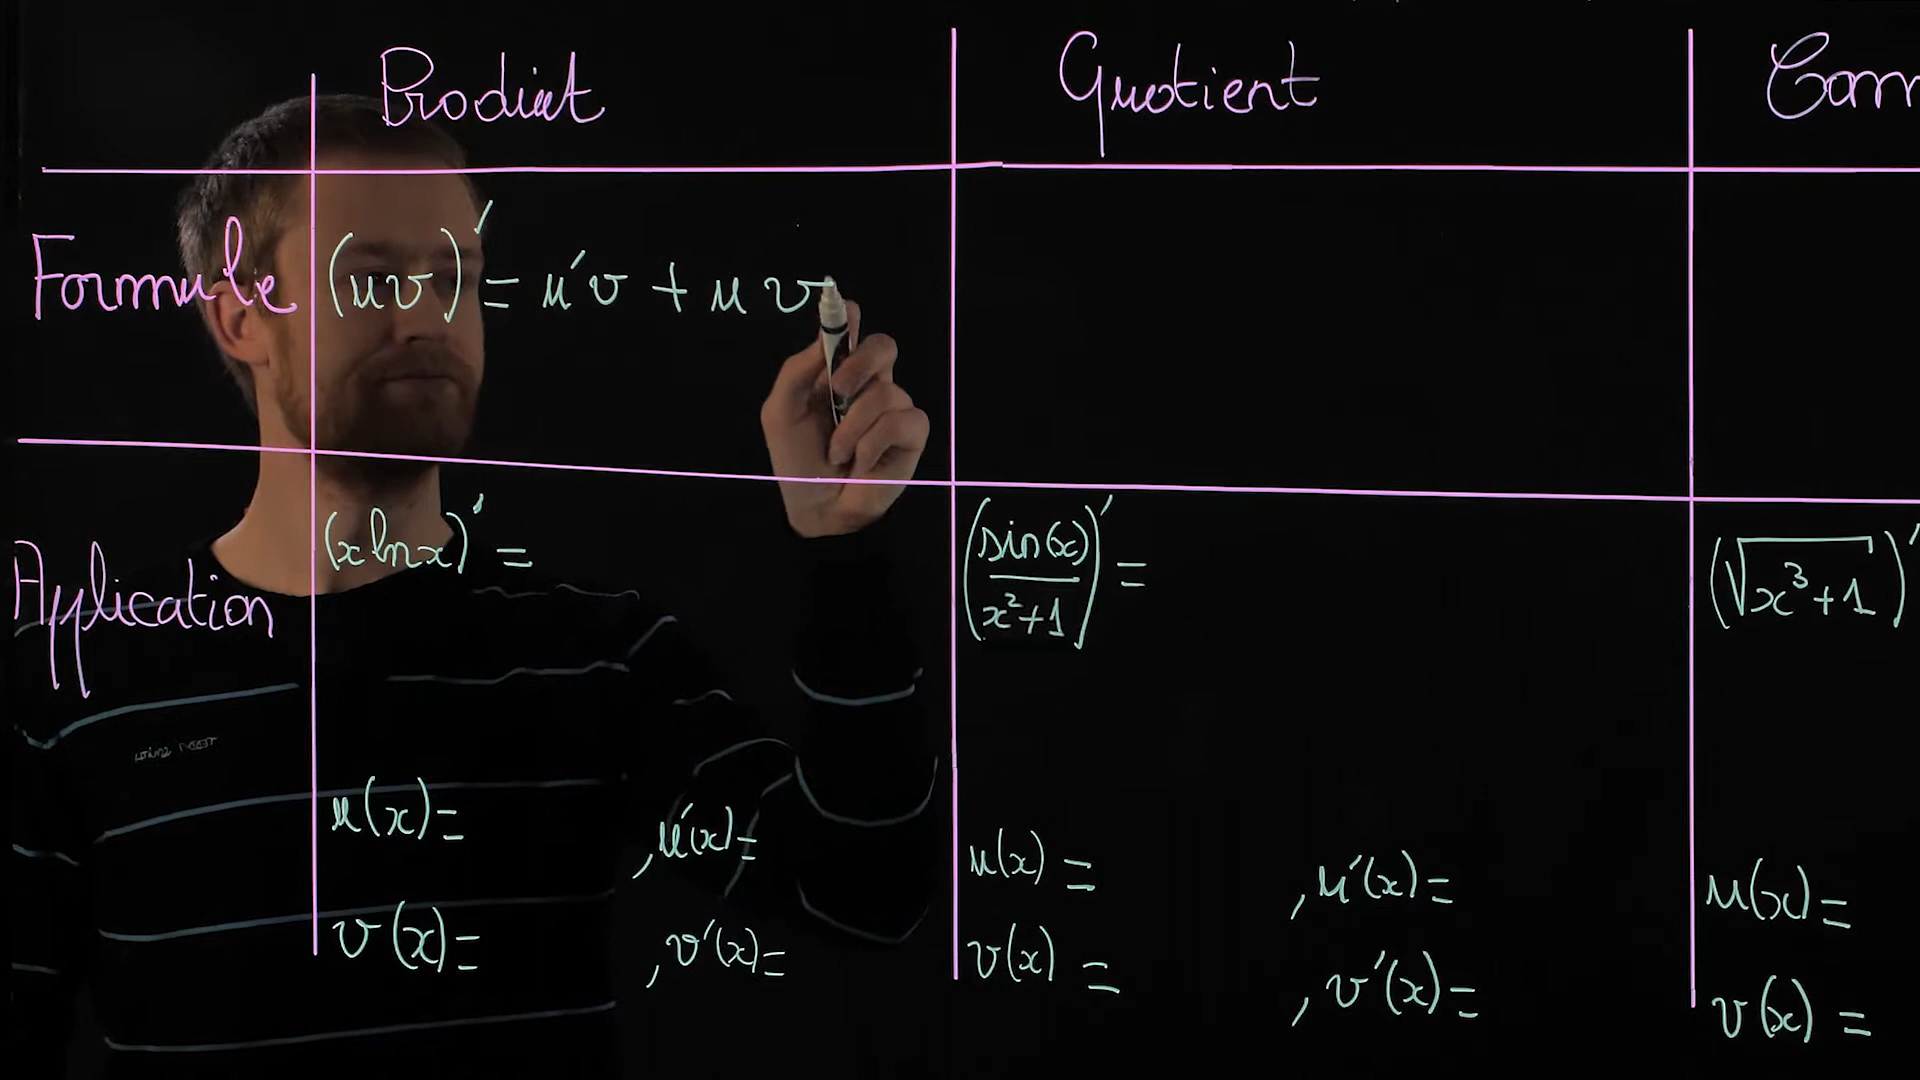 Produit Quotient
Formule (uv)' = u'v + uv
Application (x ln x)' = (sin(x)/x²+1)' = (√x³+1)'
u(x)= , u'(x)= u(x) = , u'(x)= u(x)=
v(x)= , v'(x)= v(x) = , v'(x)= v(x) =